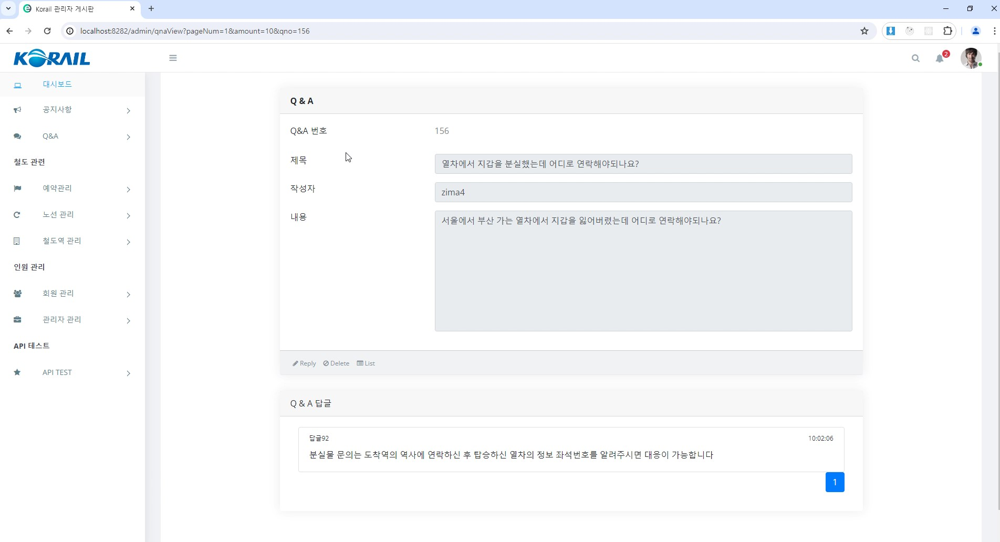 Korail 관리자 게시판
localhost:8282/admin/qnaView?pageNum=1&amount=10&qno=156
KORAIL
2
대시보드
공지사항
Q&A
철도 관련
예약관리
노선 관리
철도역 관리
인원 관리
회원 관리
관리자 관리
API 테스트
API TEST
Q & A
Q&A 번호
156
제목
열차에서 지갑을 분실했는데 어디로 연락해야되나요?
작성자
zima4
내용
서울에서 부산 가는 열차에서 지갑을 잃어버렸는데 어디로 연락해야되나요?
Reply Delete List
Q & A 답글
답글92
10:02:06
분실물 문의는 도착역의 역사에 연락하신 후 탑승하신 열차의 정보 좌석번호를 알려주시면 대응이 가능합니다
1